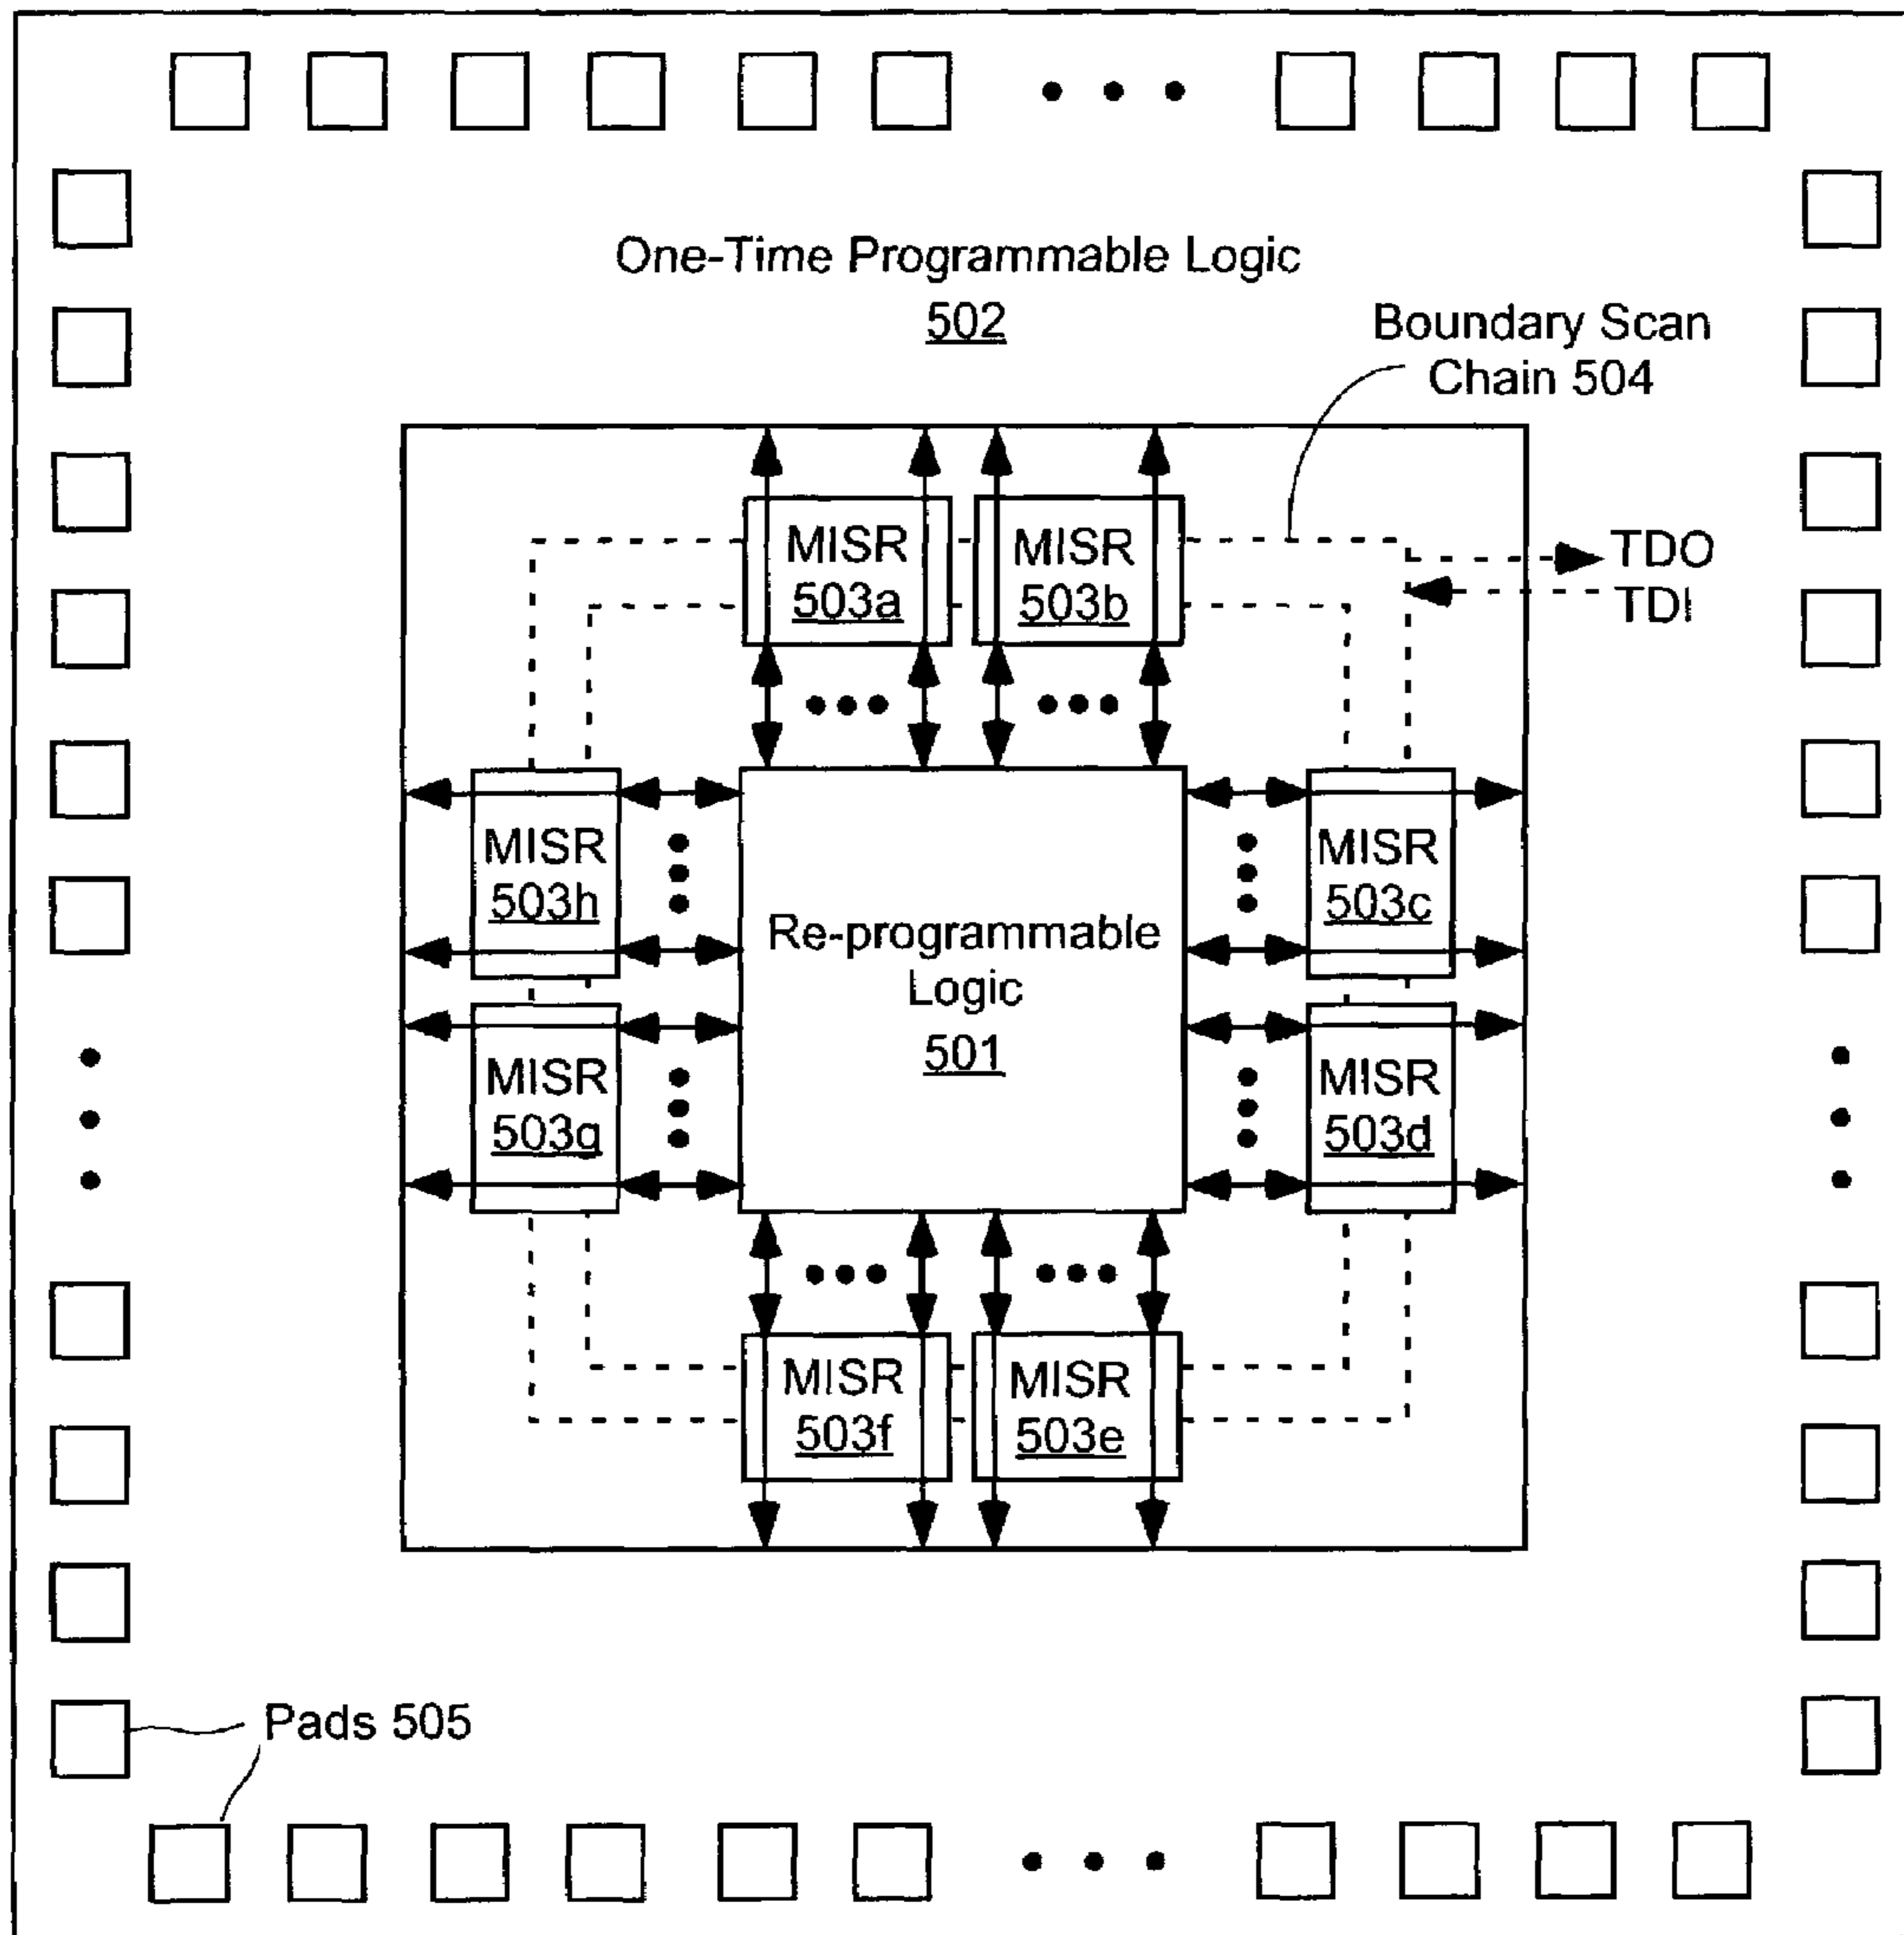 One-Time Programmable Logic
502
Boundary Scan
Chain 504
MISR
503a
MISR
503b
TDO
TDI
MISR
503h
MISR
503c
Re-programmable
Logic
501
MISR
503g
MISR
503d
MISR
503f
MISR
503e
Pads 505